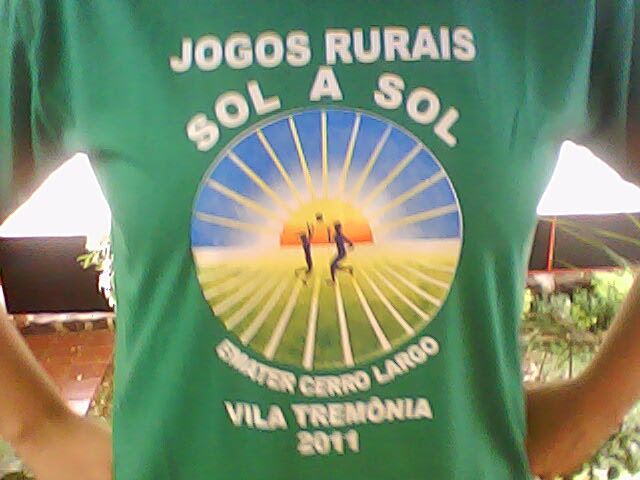 JOGOS RURAIS
SOL A SOL
EMATER CERRO LARGO
VILA TREMÔNIA
2011